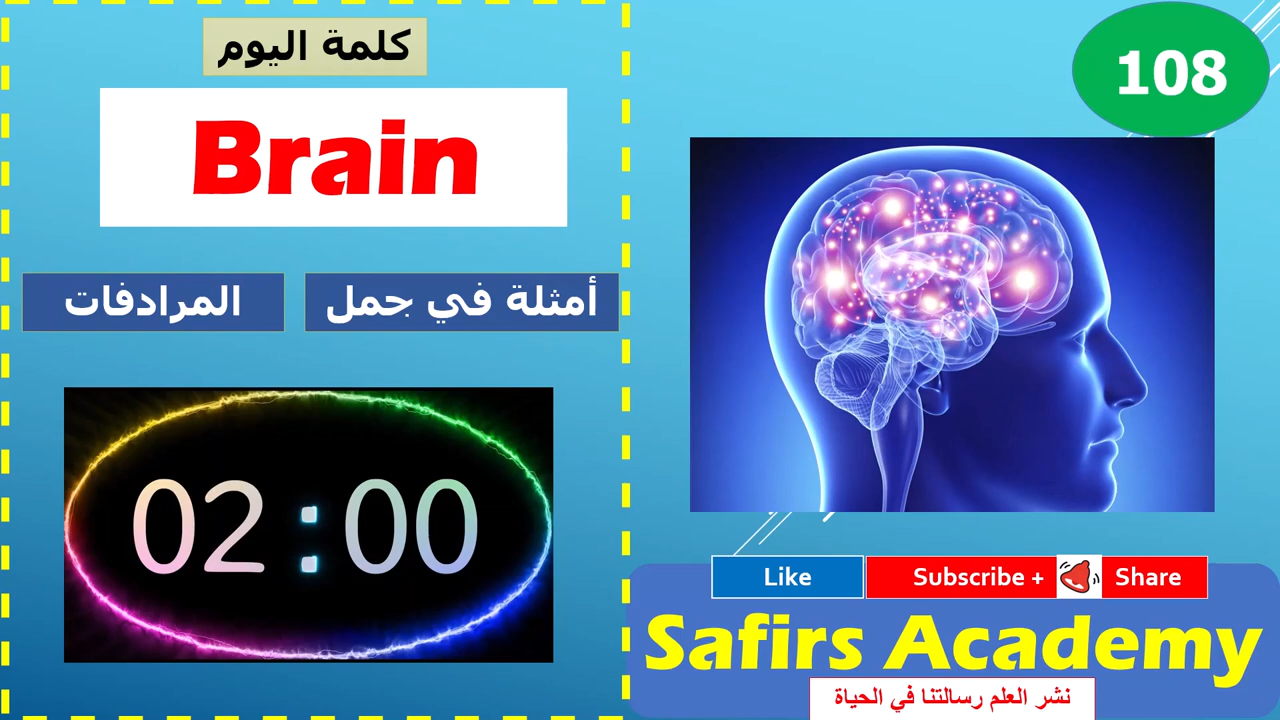 كلمة اليوم
108
Brain
أمثلة في جمل
المرادفات
02:00
Like
Subscribe +
Share
Safirs Academy
نشر العلم رسالتنا في الحياة